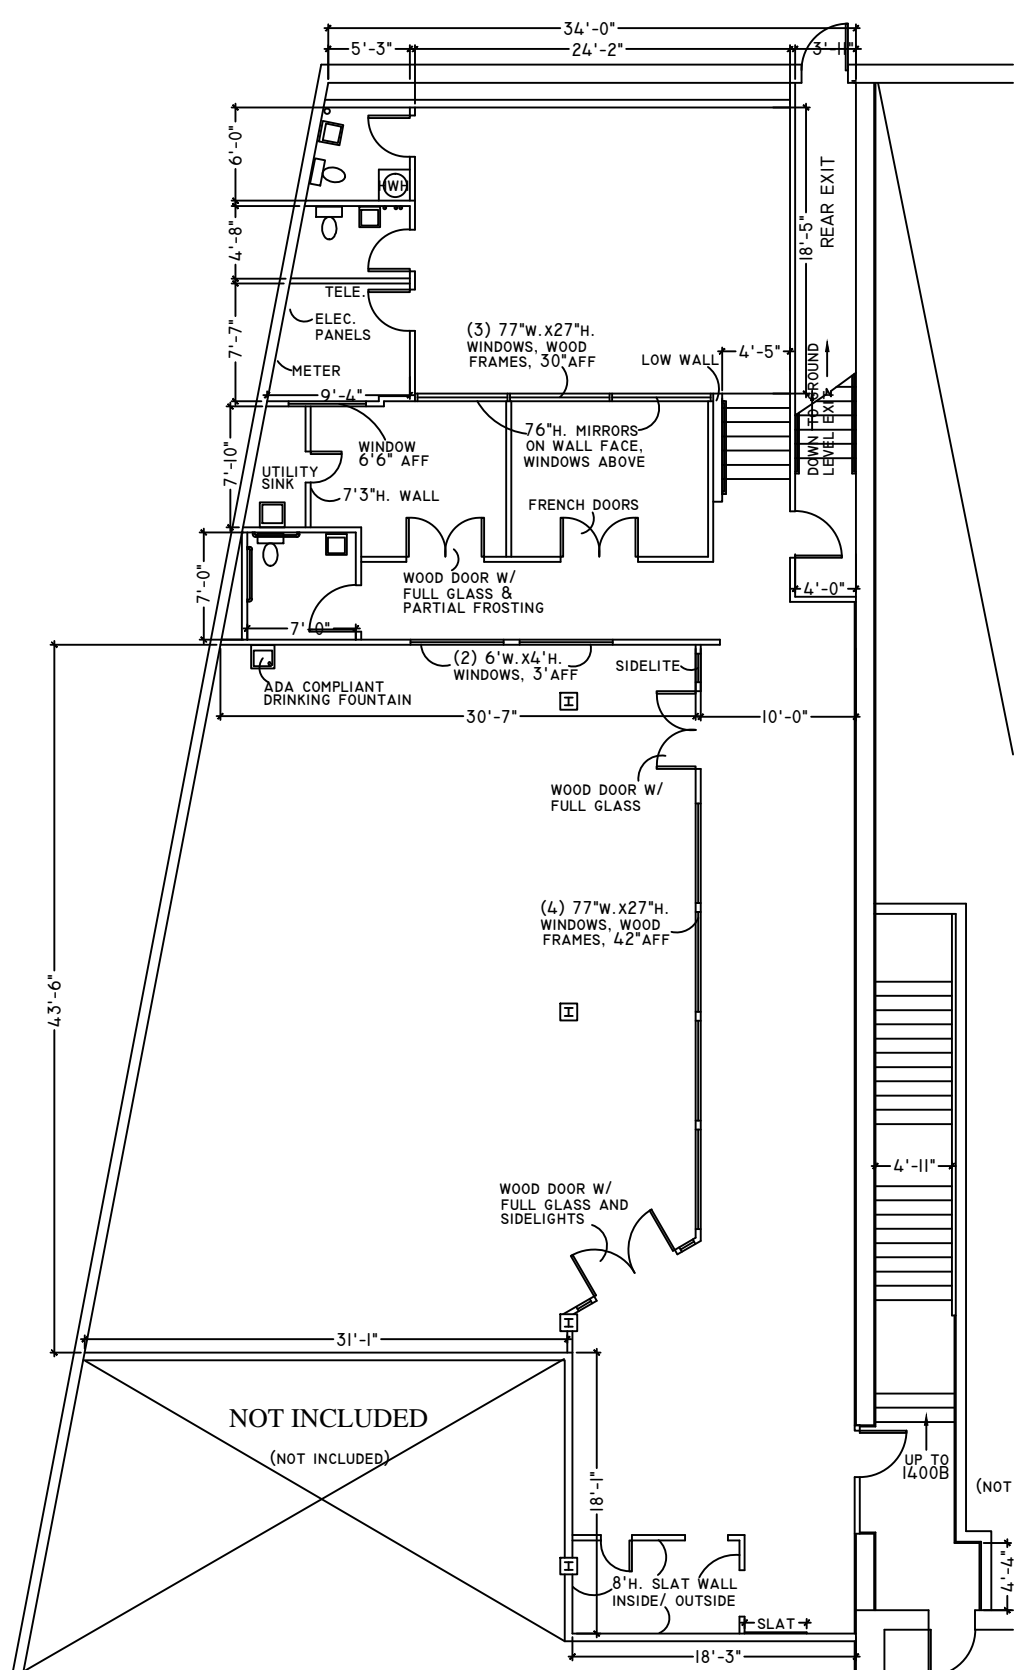 34'-0"
5'-3"
24'-2"
3'-11"
6'-0"
HWH
4'-8"
18'-5"
REAR EXIT
TELE.
ELEC.
PANELS
7'-7"
METER
(3) 77"W.X27"H.
WINDOWS, WOOD
FRAMES, 30"AFF
LOW WALL
4'-5"
9'-4"
DOWN TO GROUND
LEVEL EXIT
76"H. MIRRORS
ON WALL FACE,
WINDOWS ABOVE
WINDOW
6'6" AFF
7'-10"
UTILITY
SINK
7'3"H. WALL
FRENCH DOORS
WOOD DOOR W/
FULL GLASS &
PARTIAL FROSTING
7'-0"
4'-0"
7'-0"
(2) 6'W.X4'H.
WINDOWS, 3'AFF
SIDELITE
ADA COMPLIANT
DRINKING FOUNTAIN
30'-7"
10'-0"
WOOD DOOR W/
FULL GLASS
(4) 77"W.X27"H.
WINDOWS, WOOD
FRAMES, 42"AFF
43'-6"
4'-11"
WOOD DOOR W/
FULL GLASS AND
SIDELIGHTS
31'-1"
NOT INCLUDED
(NOT INCLUDED)
UP TO
1400B
(NOT
18'-1"
4'-4"
8'H. SLAT WALL
INSIDE/ OUTSIDE
SLAT
18'-3"